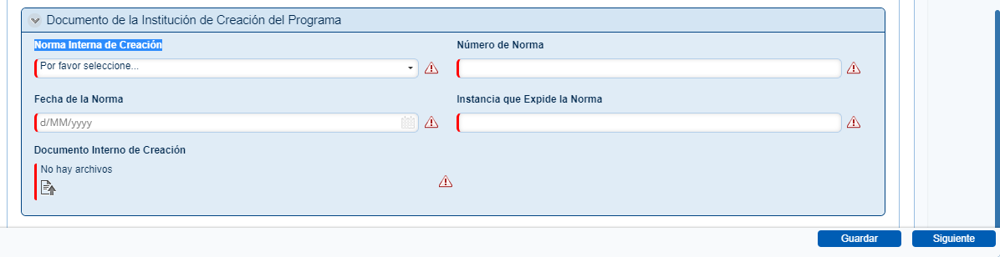 Documento de la Institución de Creación del Programa
Norma Interna de Creación
Número de Norma
Por favor seleccione...
Fecha de la Norma
Instancia que Expide la Norma
d/MM/yyyy
Documento Interno de Creación
No hay archivos
Guardar
Siguiente